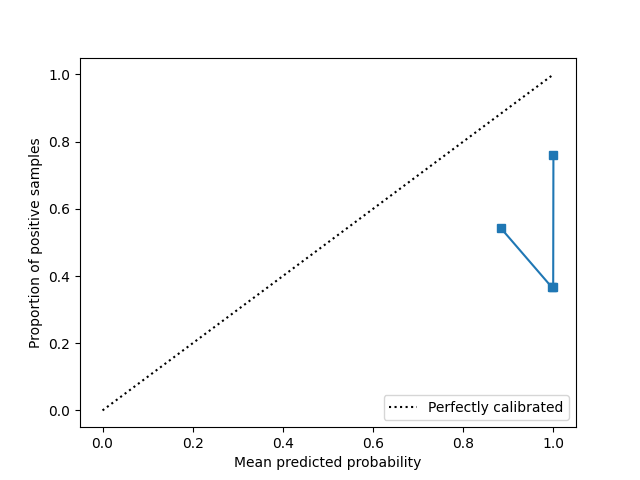 1.0
0.8
0.6
0.4
0.2
0.0
Proportion of positive samples
Perfectly calibrated
0.0 0.2 0.4 0.6 0.8 1.0
Mean predicted probability